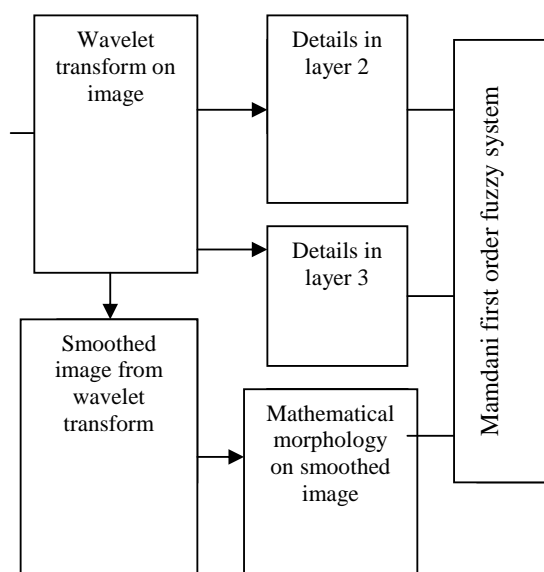 Wavelet
transform on
image
Details in
layer 2
Details in
layer 3
Smoothed
image from
wavelet
transform
Mathematical
morphology
on smoothed
image
Mamdani first order fuzzy system